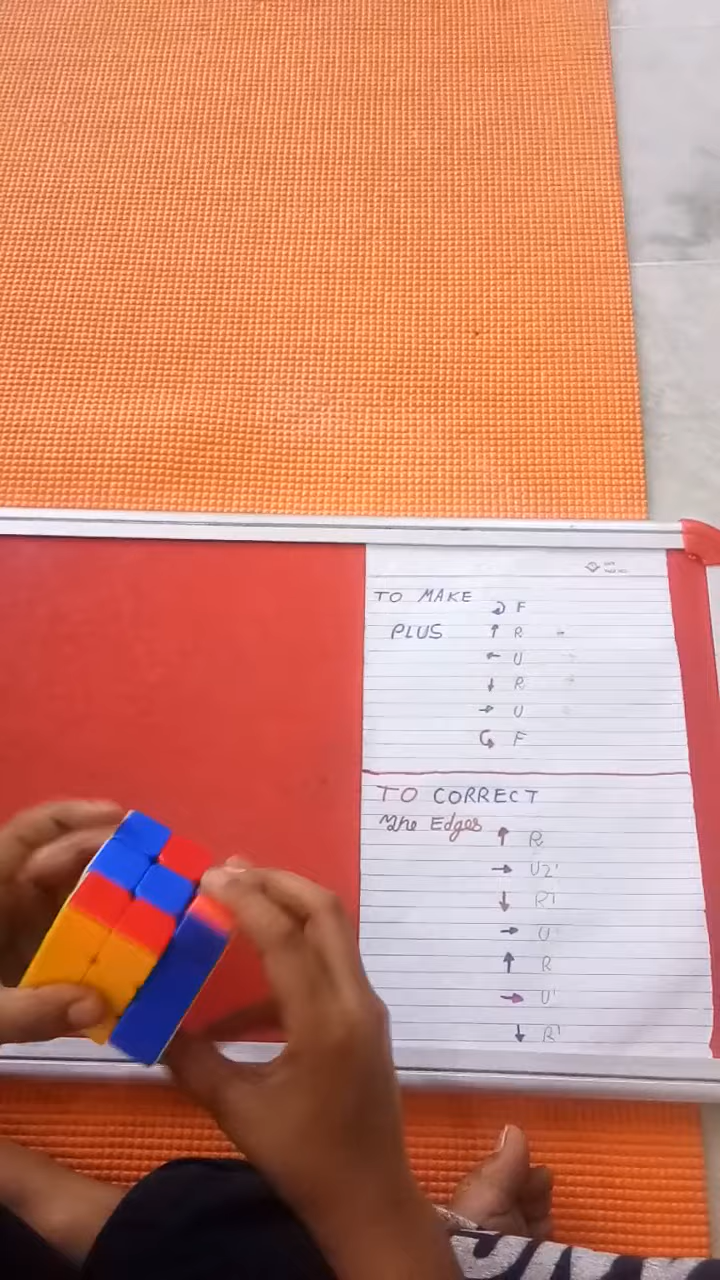 TO MAKE
PLUS
F
↑ R
← U
↓ R
→ U
F
TO CORRECT
The Edges
↑ R
→ U2'
↓ R'
→ U
↑ R
→ U'
↓ R'